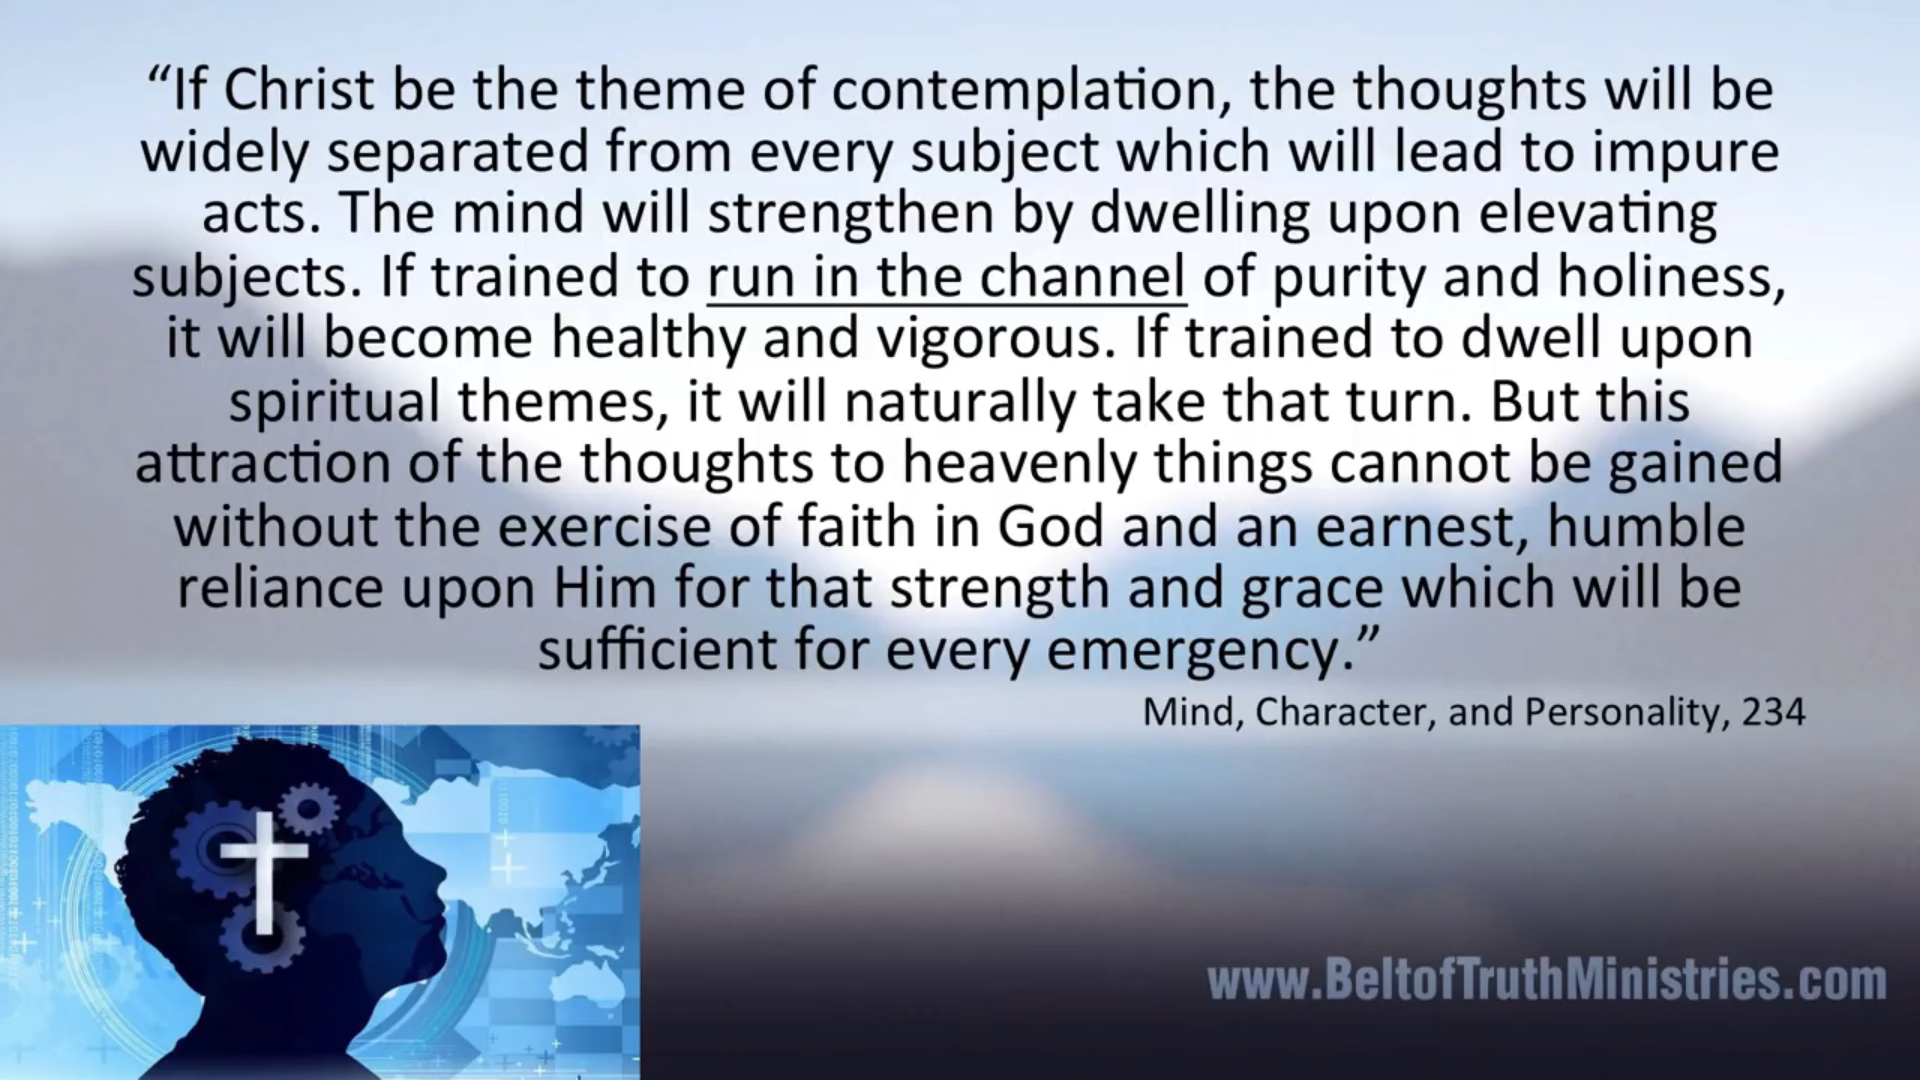 “If Christ be the theme of contemplation, the thoughts will be
widely separated from every subject which will lead to impure
acts. The mind will strengthen by dwelling upon elevating
subjects. If trained to run in the channel of purity and holiness,
it will become healthy and vigorous. If trained to dwell upon
spiritual themes, it will naturally take that turn. But this
attraction of the thoughts to heavenly things cannot be gained
without the exercise of faith in God and an earnest, humble
reliance upon Him for that strength and grace which will be
sufficient for every emergency.”
Mind, Character, and Personality, 234
www.BeltofTruthMinistries.com